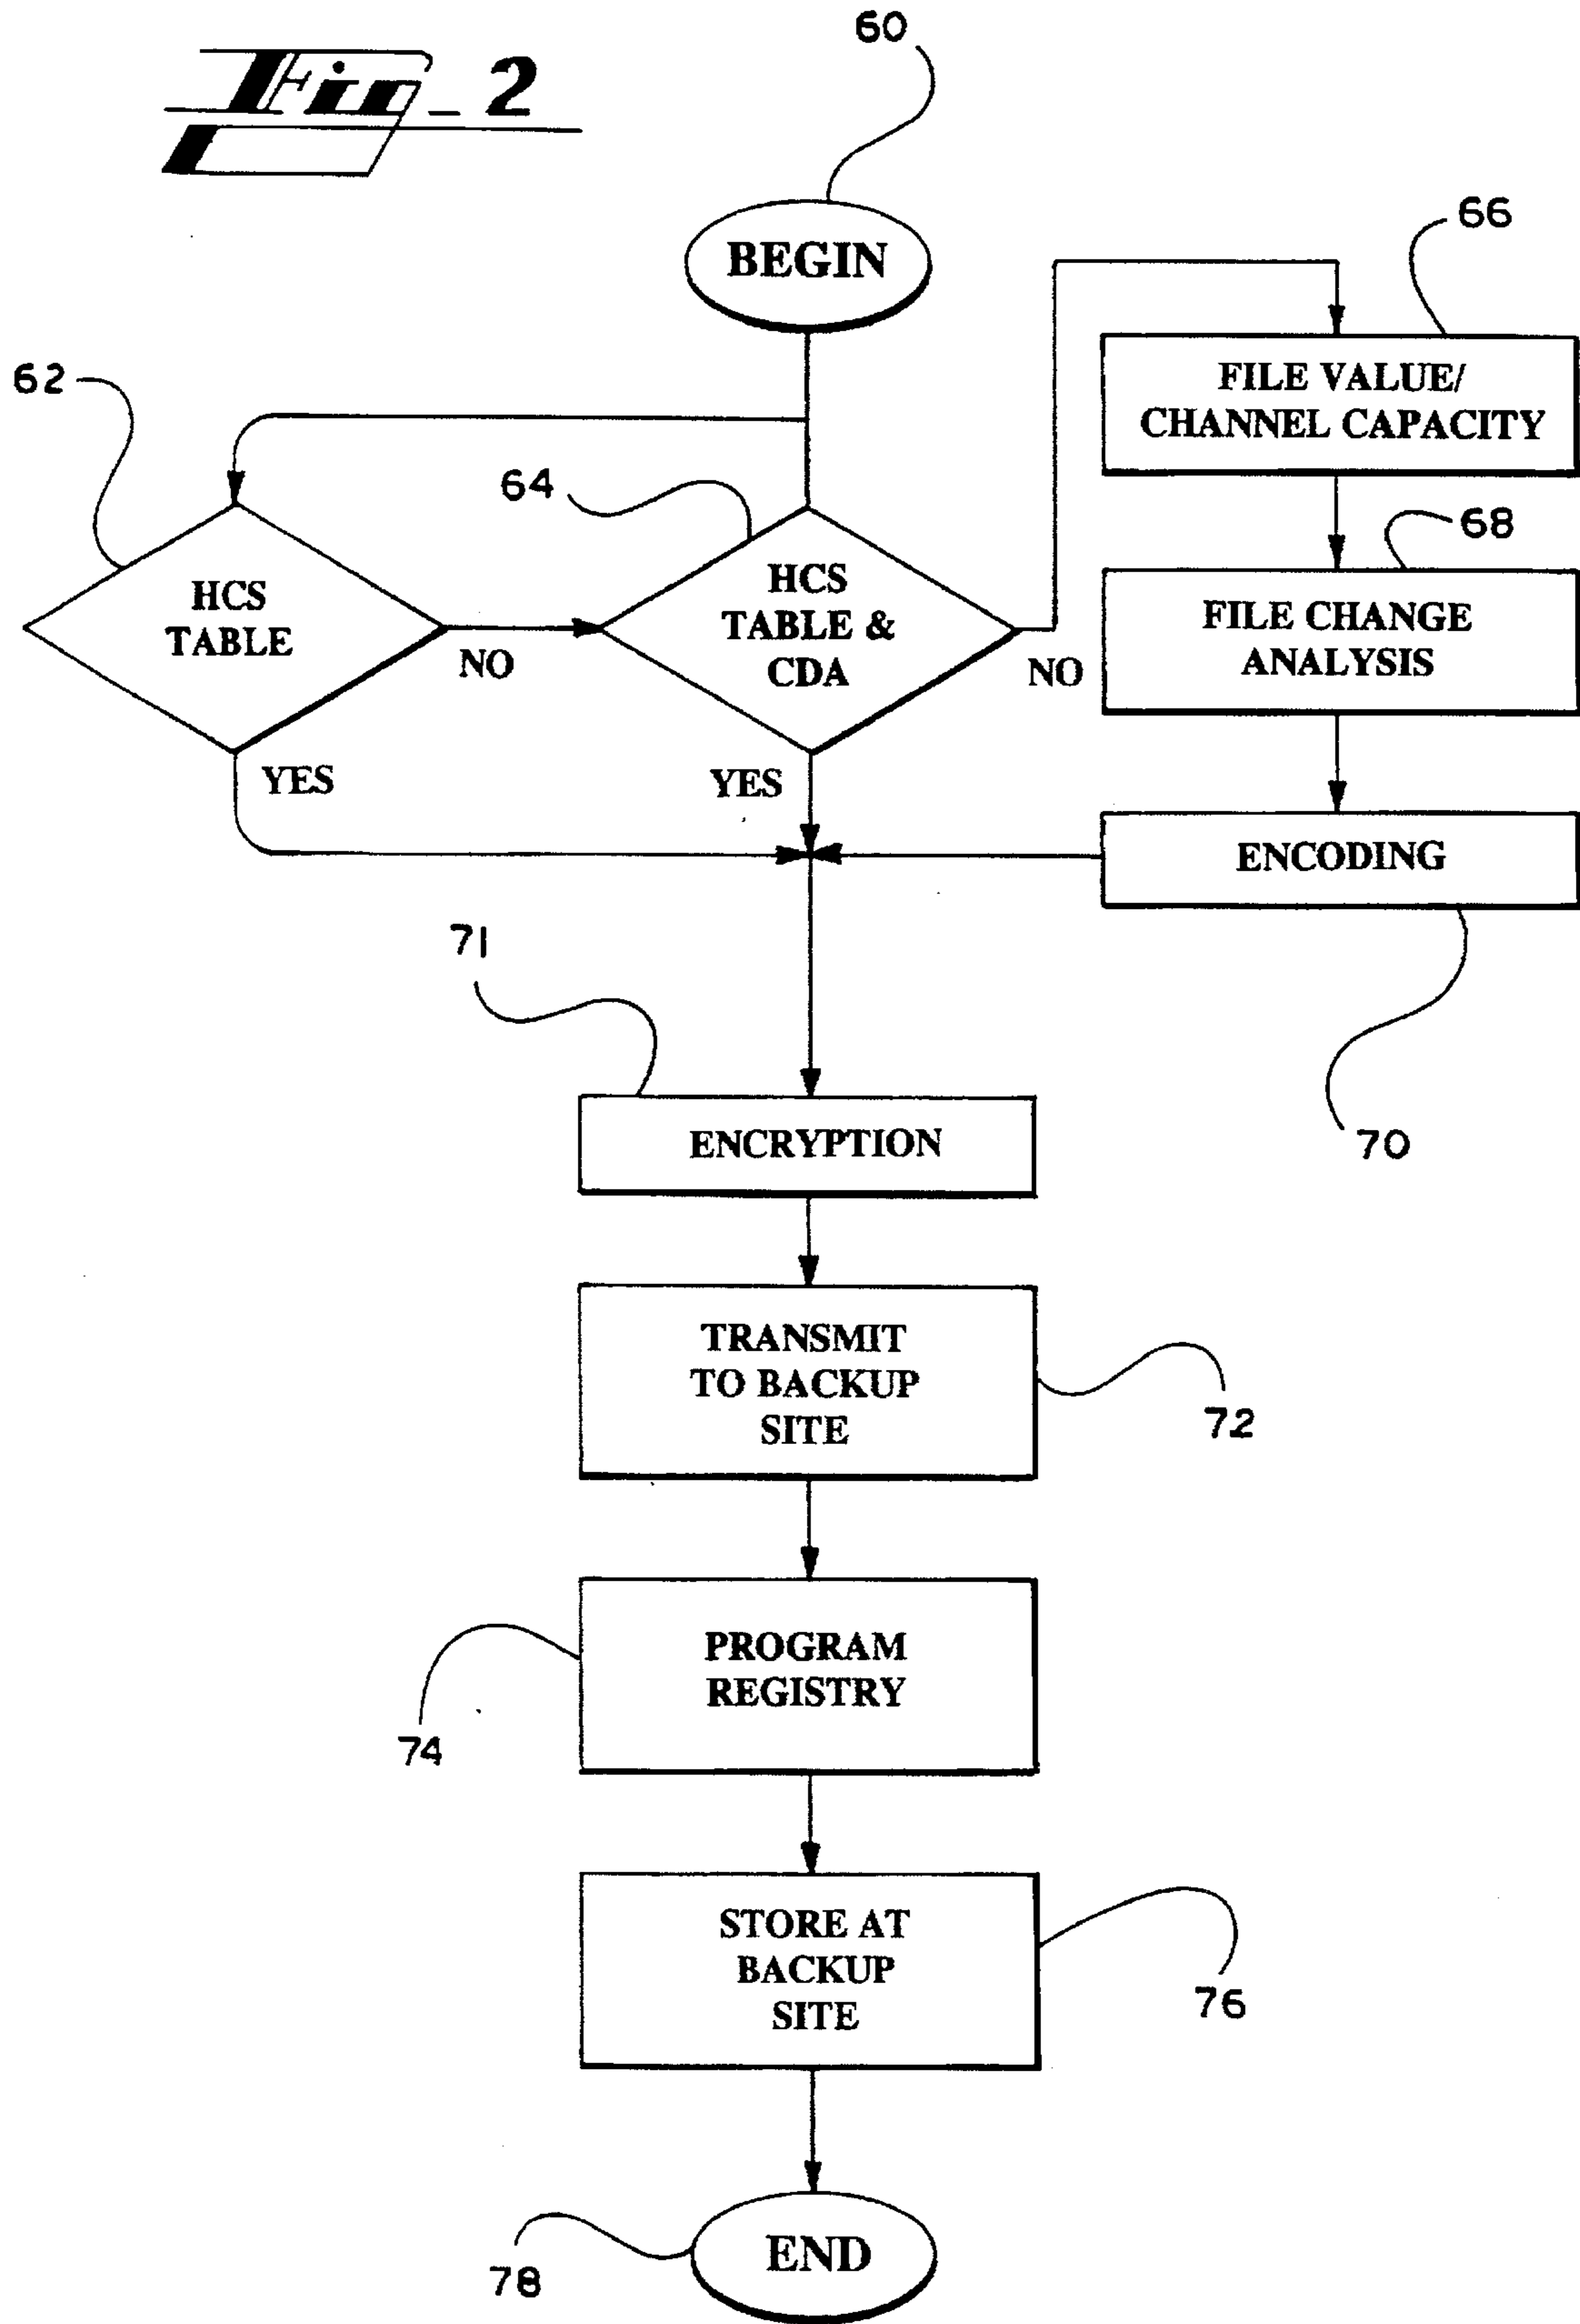 Fig_2
60
BEGIN
66
FILE VALUE/
CHANNEL CAPACITY
62
64
68
HCS
TABLE
HCS
TABLE &
CDA
FILE CHANGE
ANALYSIS
NO
NO
YES
YES
ENCODING
71
70
ENCRYPTION
TRANSMIT
TO BACKUP
SITE
72
PROGRAM
REGISTRY
74
STORE AT
BACKUP
SITE
76
END
78